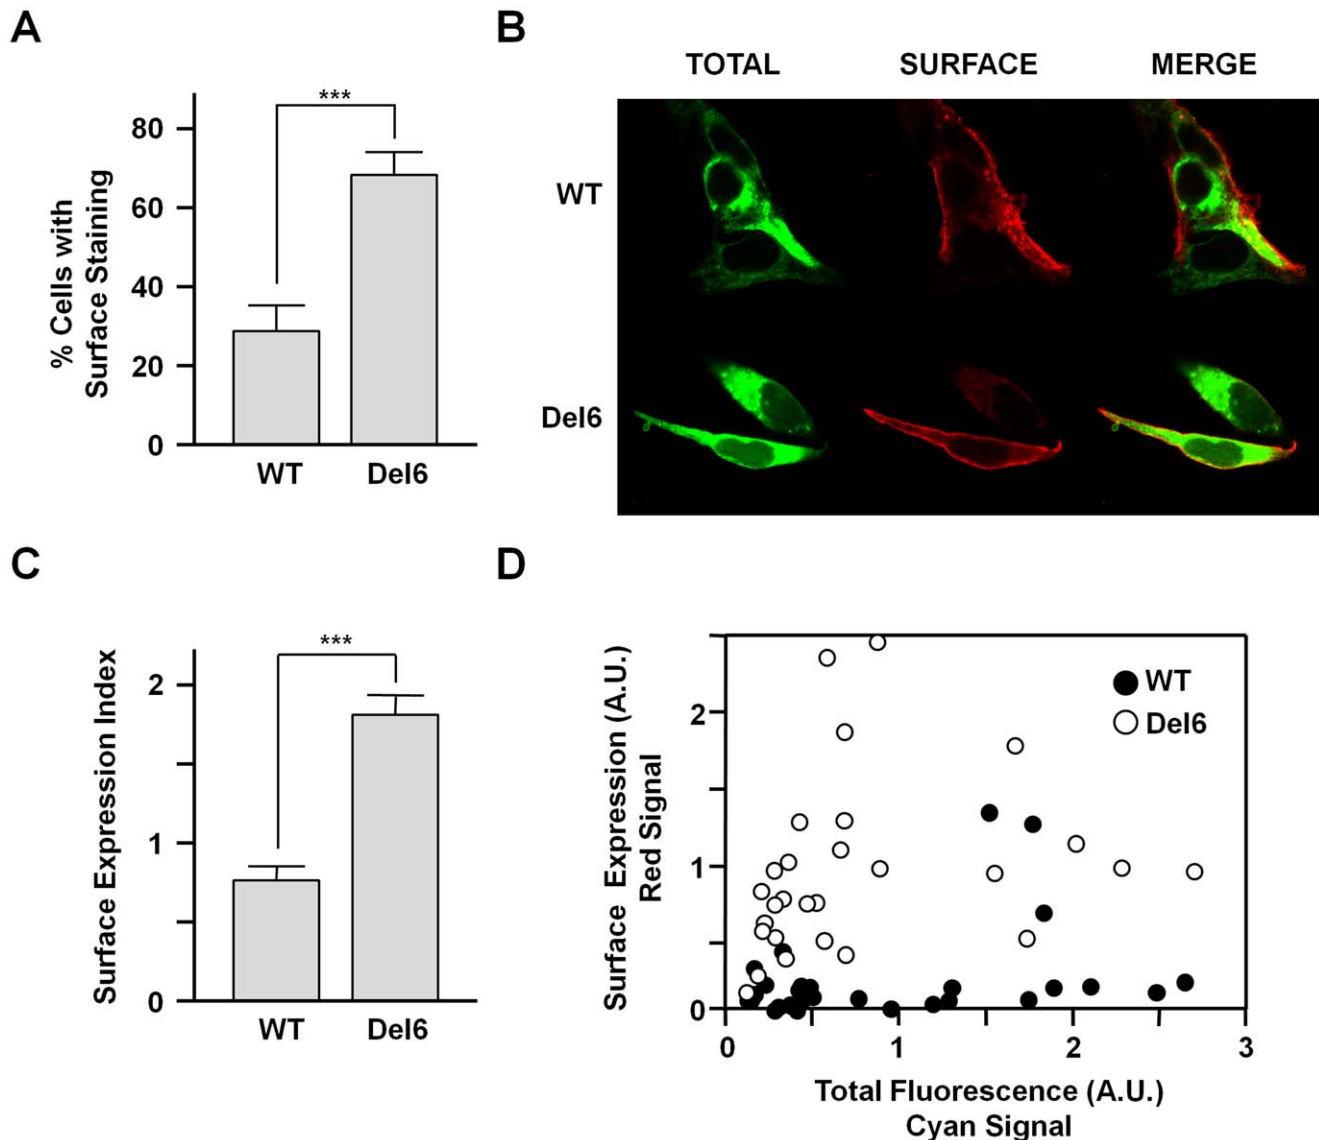 A
% Cells with
Surface Staining
80
60
40
20
0
***
WT
Del6
B
TOTAL
SURFACE
MERGE
WT
Del6
C
Surface Expression Index
2
1
0
***
WT
Del6
D
Surface Expression (A.U.)
Red Signal
2
1
0
WT
Del6
0
1
2
3
Total Fluorescence (A.U.)
Cyan Signal